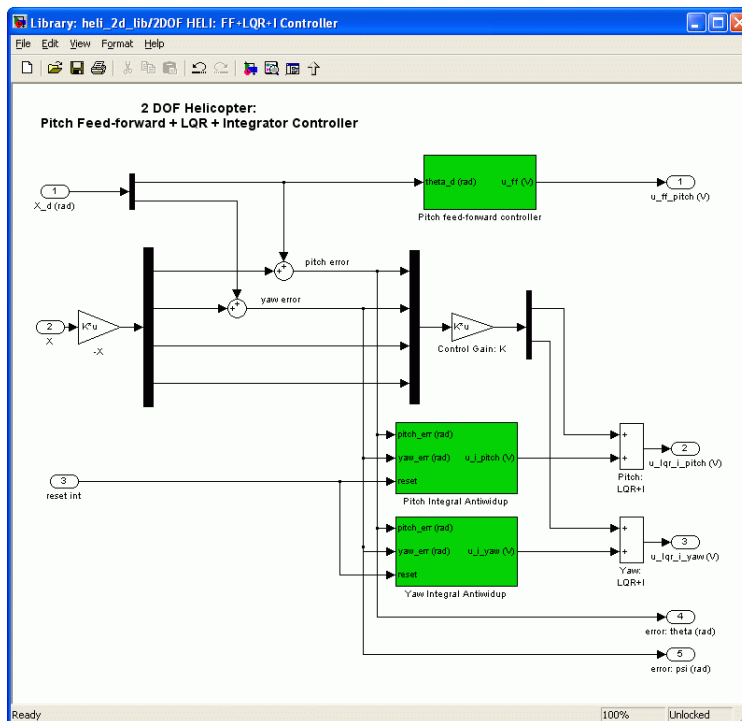 Library: heli_2d_lib/2DOF HELI: FF+LQR+I Controller
File Edit View Format Help
2 DOF Helicopter:
Pitch Feed-forward + LQR + Integrator Controller
1
X_d (rad)
theta_d (rad) u_ff (V)
Pitch feed-forward controller
1
u_ff_pitch (V)
+
+
pitch error
+
+
yaw error
2
X
K*u
-X
K*u
Control Gain: K
pitch_err (rad)
yaw_err (rad) u_i_pitch (V)
reset
Pitch Integral Antiwidup
+
+
Pitch:
LQR+I
2
u_lqr_i_pitch (V)
3
reset int
pitch_err (rad)
yaw_err (rad) u_i_yaw (V)
reset
Yaw Integral Antiwidup
+
+
Yaw:
LQR+I
3
u_lqr_i_yaw (V)
4
error: theta (rad)
5
error: psi (rad)
Ready 100% Unlocked